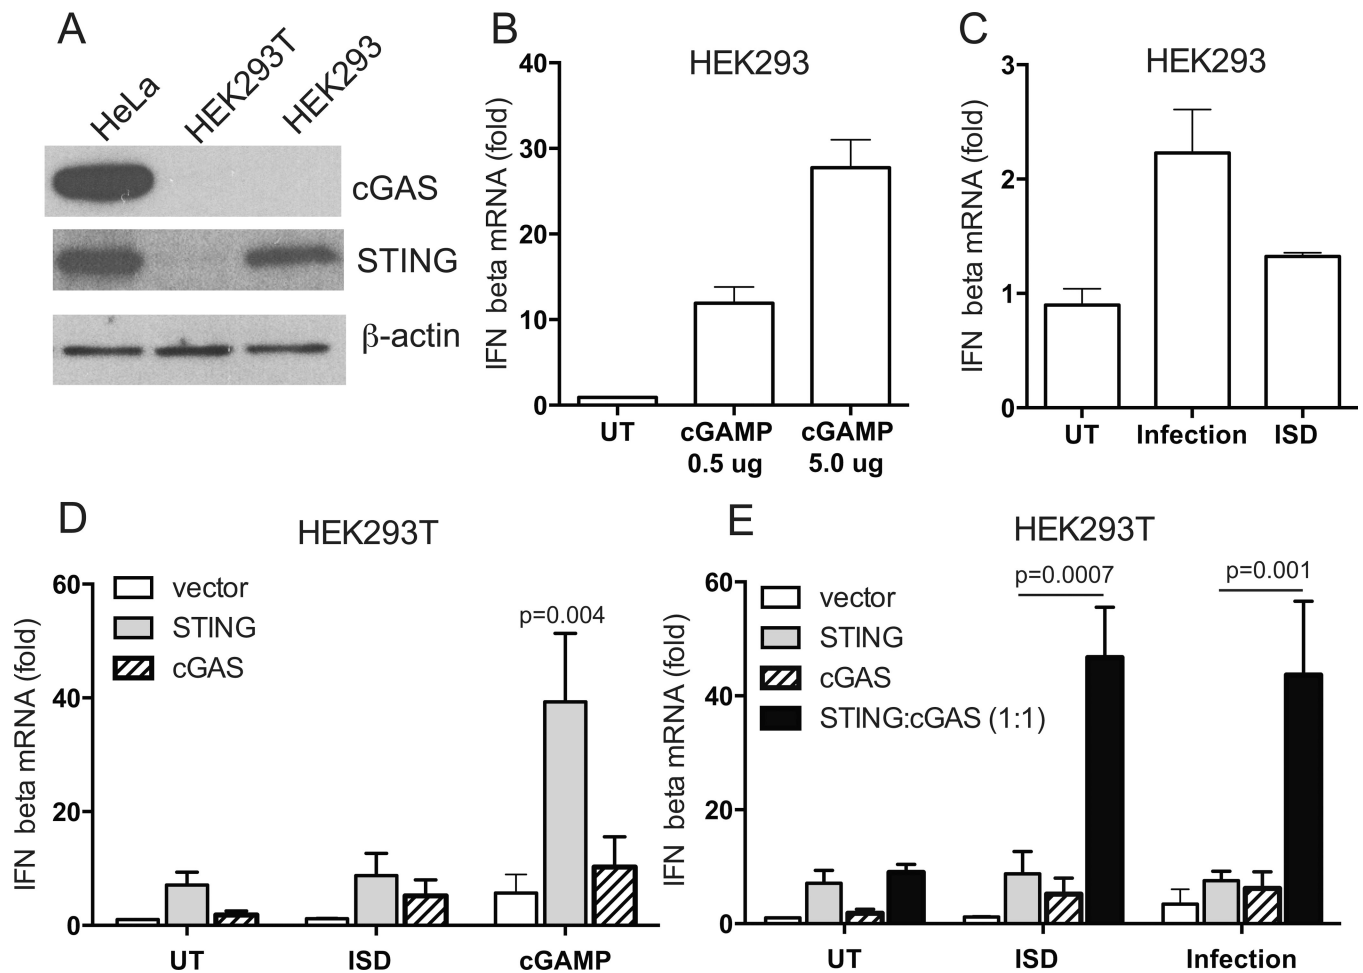 A
HeLa
HEK293T
HEK293
cGAS
STING
β-actin
B
HEK293
IFN beta mRNA (fold)
40
30
20
10
0
UT
cGAMP
0.5 ug
cGAMP
5.0 ug
C
HEK293
IFN beta mRNA (fold)
3
2
1
0
UT
Infection
ISD
D
HEK293T
IFN beta mRNA (fold)
60
40
20
0
vector
STING
cGAS
p=0.004
UT
ISD
cGAMP
E
HEK293T
IFN beta mRNA (fold)
60
40
20
0
vector
STING
cGAS
STING:cGAS (1:1)
p=0.0007
p=0.001
UT
ISD
Infection